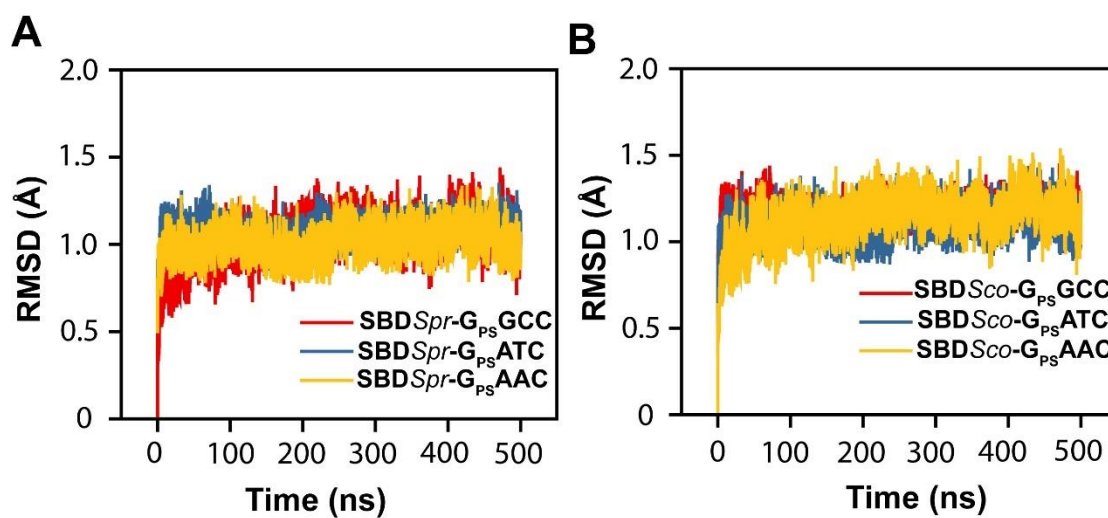 A
RMSD (Å)
2.0
1.5
1.0
0.5
0
SBDSpr-GPSGCC
SBDSpr-GPSATC
SBDSpr-GPSAAC
0 100 200 300 400 500
Time (ns)
B
RMSD (Å)
2.0
1.5
1.0
0.5
0
SBDSco-GPSGCC
SBDSco-GPSATC
SBDSco-GPSAAC
0 100 200 300 400 500
Time (ns)